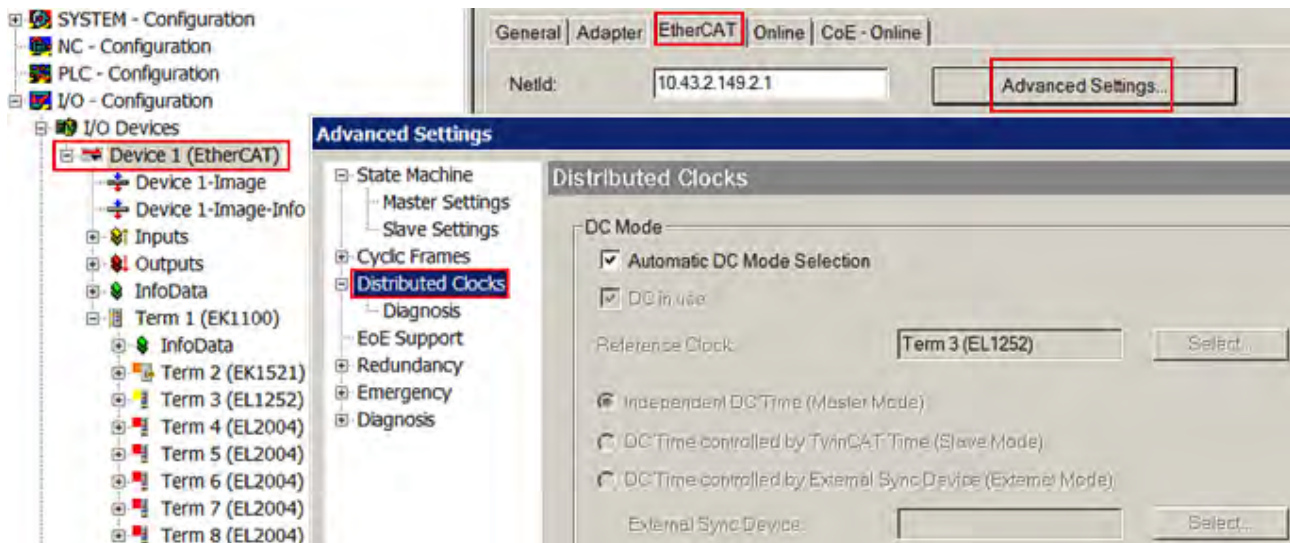 SYSTEM - Configuration
NC - Configuration
PLC - Configuration
I/O - Configuration
I/O Devices
Device 1 (EtherCAT)
Device 1-Image
Device 1-Image-Info
Inputs
Outputs
InfoData
Term 1 (EK1100)
InfoData
Term 2 (EK1521)
Term 3 (EL1252)
Term 4 (EL2004)
Term 5 (EL2004)
Term 6 (EL2004)
Term 7 (EL2004)
Term 8 (EL2004)
General Adapter EtherCAT Online CoE - Online
NetId: 10.43.2.149.2.1 Advanced Settings...
Advanced Settings
State Machine
Master Settings
Slave Settings
Cyclic Frames
Distributed Clocks
Diagnosis
EoE Support
Redundancy
Emergency
Diagnosis
Distributed Clocks
DC Mode
Automatic DC Mode Selection
DC in use
Reference Clock: Term 3 (EL1252) Select...
Independent DC Time (Master Mode)
DC Time controlled by TwinCAT Time (Slave Mode)
DC Time controlled by External Sync Device (External Mode)
External Sync Device: Select...